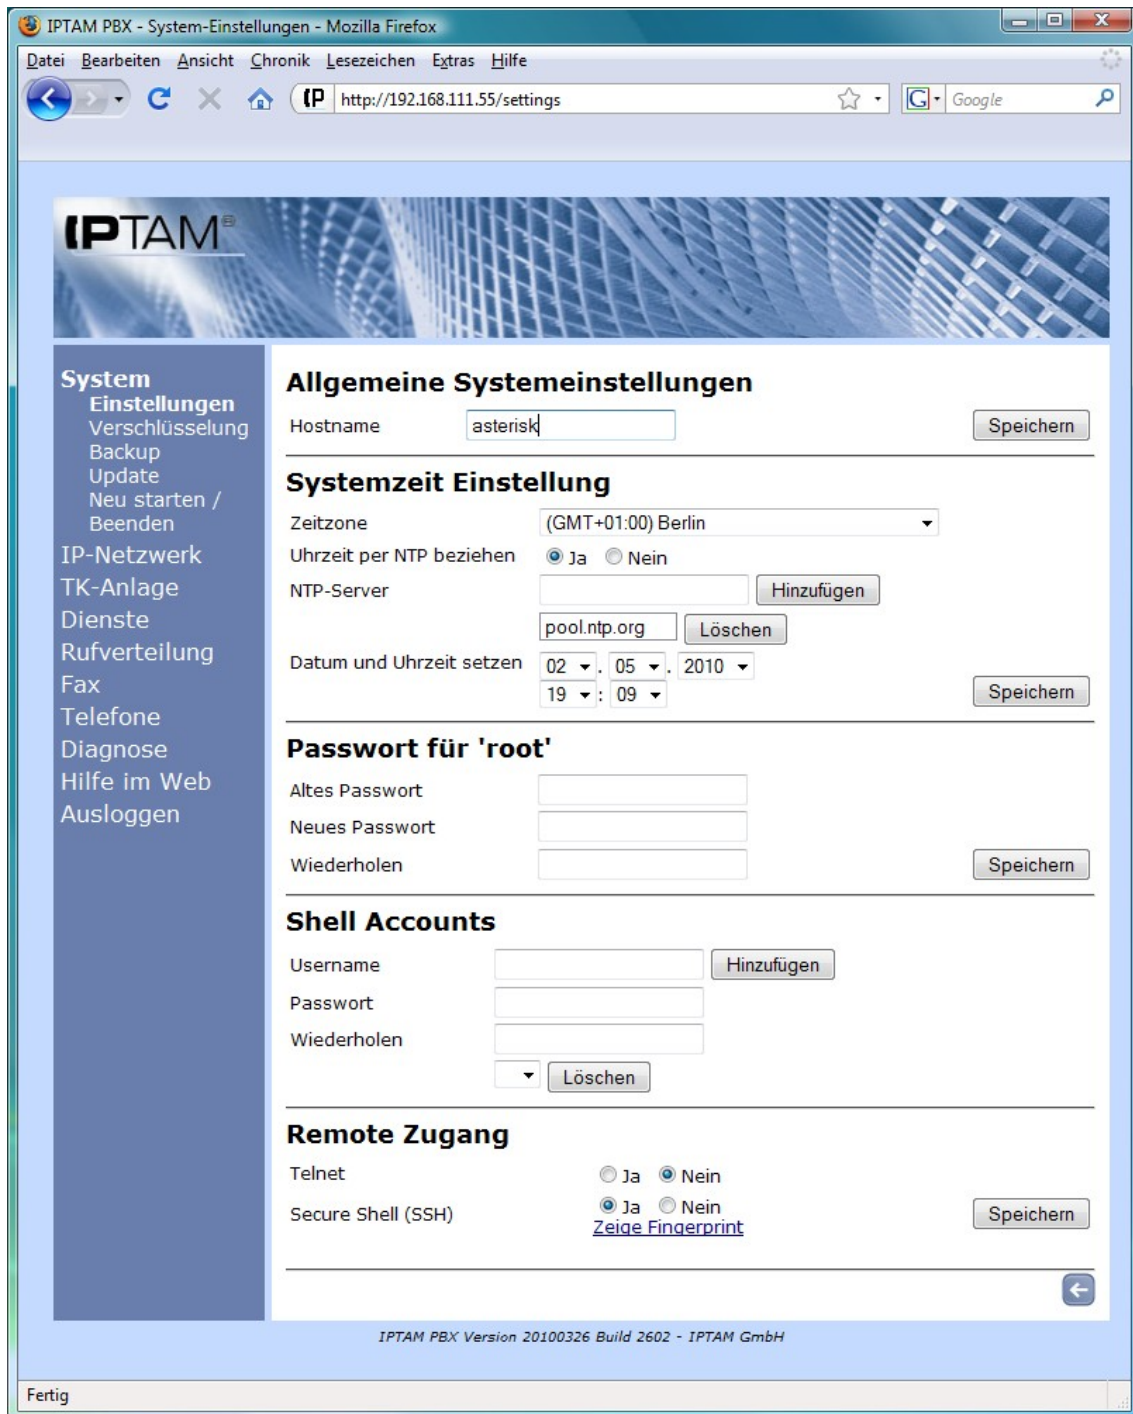 IPTAM PBX - System-Einstellungen - Mozilla Firefox
Datei Bearbeiten Ansicht Chronik Lesezeichen Extras Hilfe
http://192.168.111.55/settings
Google
IPTAM®
System
Einstellungen
Verschlüsselung
Backup
Update
Neu starten /
Beenden
IP-Netzwerk
TK-Anlage
Dienste
Rufverteilung
Fax
Telefone
Diagnose
Hilfe im Web
Ausloggen
Allgemeine Systemeinstellungen
Hostname asterisk Speichern
Systemzeit Einstellung
Zeitzone (GMT+01:00) Berlin
Uhrzeit per NTP beziehen Ja Nein
NTP-Server Hinzufügen
pool.ntp.org Löschen
Datum und Uhrzeit setzen 02 . 05 . 2010
19 : 09 Speichern
Passwort für 'root'
Altes Passwort
Neues Passwort
Wiederholen Speichern
Shell Accounts
Username Hinzufügen
Passwort
Wiederholen
Löschen
Remote Zugang
Telnet Ja Nein
Secure Shell (SSH) Ja Nein Speichern
Zeige Fingerprint
IPTAM PBX Version 20100326 Build 2602 - IPTAM GmbH
Fertig